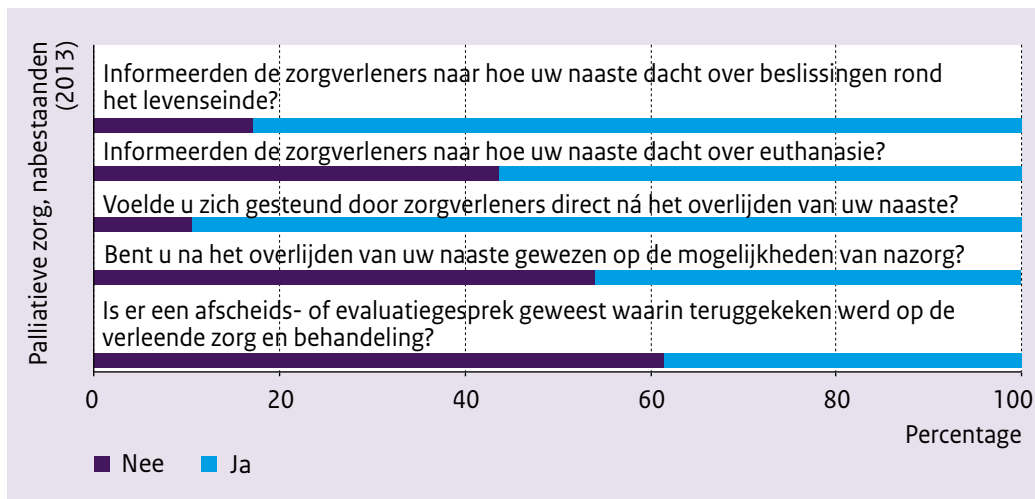 Palliatieve zorg, nabestaanden
(2013)
Informeerden de zorgverleners naar hoe uw naaste dacht over beslissingen rond
het levenseinde?
Informeerden de zorgverleners naar hoe uw naaste dacht over euthanasie?
Voelde u zich gesteund door zorgverleners direct ná het overlijden van uw naaste?
Bent u na het overlijden van uw naaste gewezen op de mogelijkheden van nazorg?
Is er een afscheids- of evaluatiegesprek geweest waarin teruggekeken werd op de
verleende zorg en behandeling?
0 20 40 60 80 100
Percentage
Nee Ja